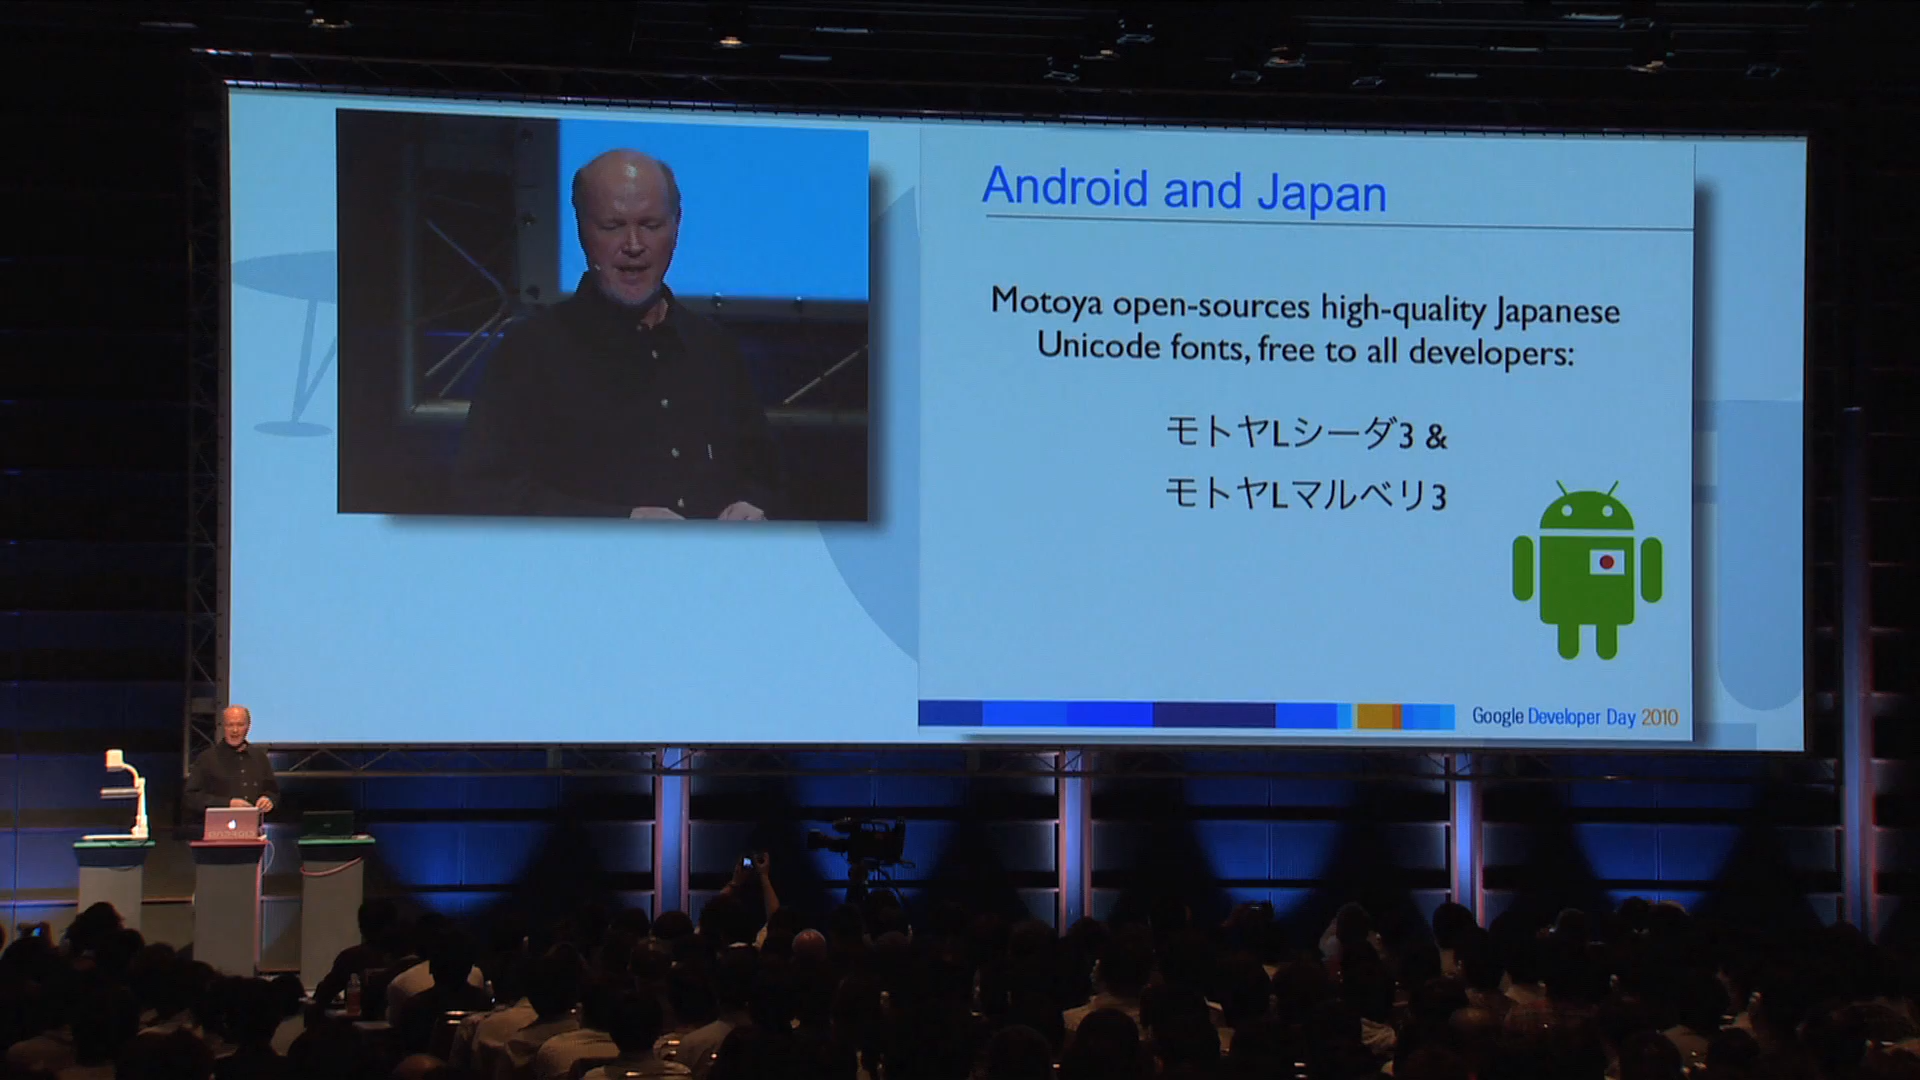 Android and Japan
Motoya open-sources high-quality Japanese
Unicode fonts, free to all developers:
モトヤLシーダ3 &
モトヤLマルベリ3
Google Developer Day 2010